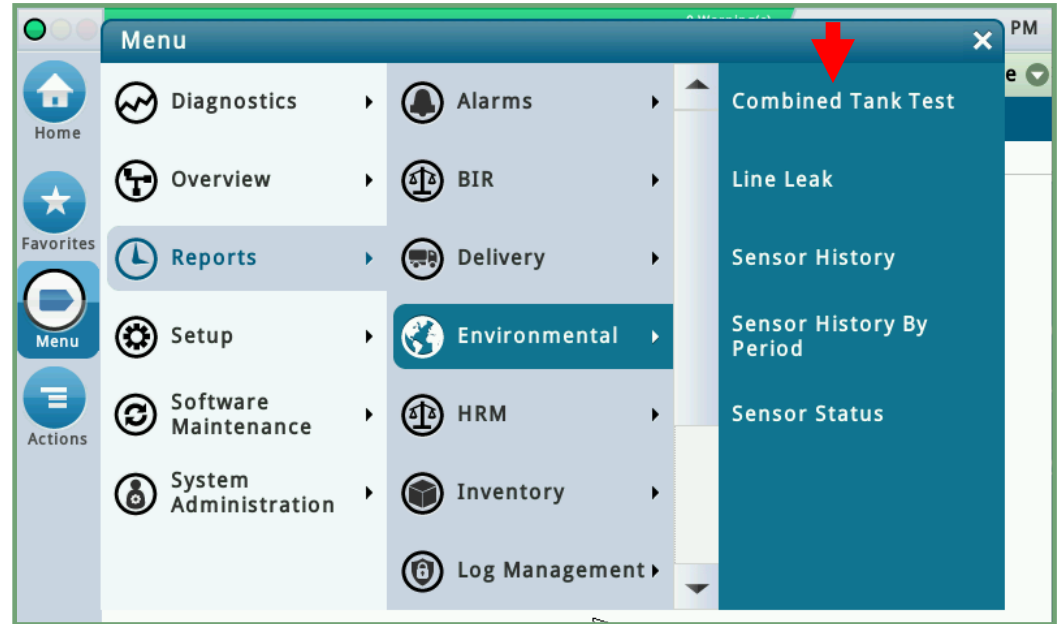 PM
Menu
e
Home
Favorites
Menu
Actions
Diagnostics
Overview
Reports
Setup
Software
Maintenance
System
Administration
Alarms
BIR
Delivery
Environmental
HRM
Inventory
Log Management
Combined Tank Test
Line Leak
Sensor History
Sensor History By
Period
Sensor Status